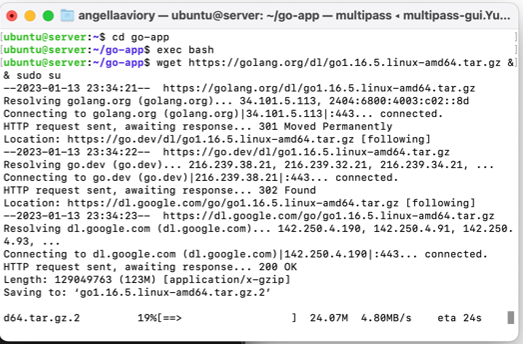 angellaaviory — ubuntu@server: ~/go-app — multipass ◂ multipass-gui.Yu...
ubuntu@server:~$ cd go-app
ubuntu@server:~/go-app$ exec bash
ubuntu@server:~/go-app$ wget https://golang.org/dl/go1.16.5.linux-amd64.tar.gz &
& sudo su
--2023-01-13 23:34:21--  https://golang.org/dl/go1.16.5.linux-amd64.tar.gz
Resolving golang.org (golang.org)... 34.101.5.113, 2404:6800:4003:c02::8d
Connecting to golang.org (golang.org)|34.101.5.113|:443... connected.
HTTP request sent, awaiting response... 301 Moved Permanently
Location: https://go.dev/dl/go1.16.5.linux-amd64.tar.gz [following]
--2023-01-13 23:34:22--  https://go.dev/dl/go1.16.5.linux-amd64.tar.gz
Resolving go.dev (go.dev)... 216.239.38.21, 216.239.32.21, 216.239.34.21, ...
Connecting to go.dev (go.dev)|216.239.38.21|:443... connected.
HTTP request sent, awaiting response... 302 Found
Location: https://dl.google.com/go/go1.16.5.linux-amd64.tar.gz [following]
--2023-01-13 23:34:23--  https://dl.google.com/go/go1.16.5.linux-amd64.tar.gz
Resolving dl.google.com (dl.google.com)... 142.250.4.190, 142.250.4.91, 142.250.
4.93, ...
Connecting to dl.google.com (dl.google.com)|142.250.4.190|:443... connected.
HTTP request sent, awaiting response... 200 OK
Length: 129049763 (123M) [application/x-gzip]
Saving to: ‘go1.16.5.linux-amd64.tar.gz.2’
d64.tar.gz.2        19%[==>                 ]  24.07M  4.80MB/s    eta 24s